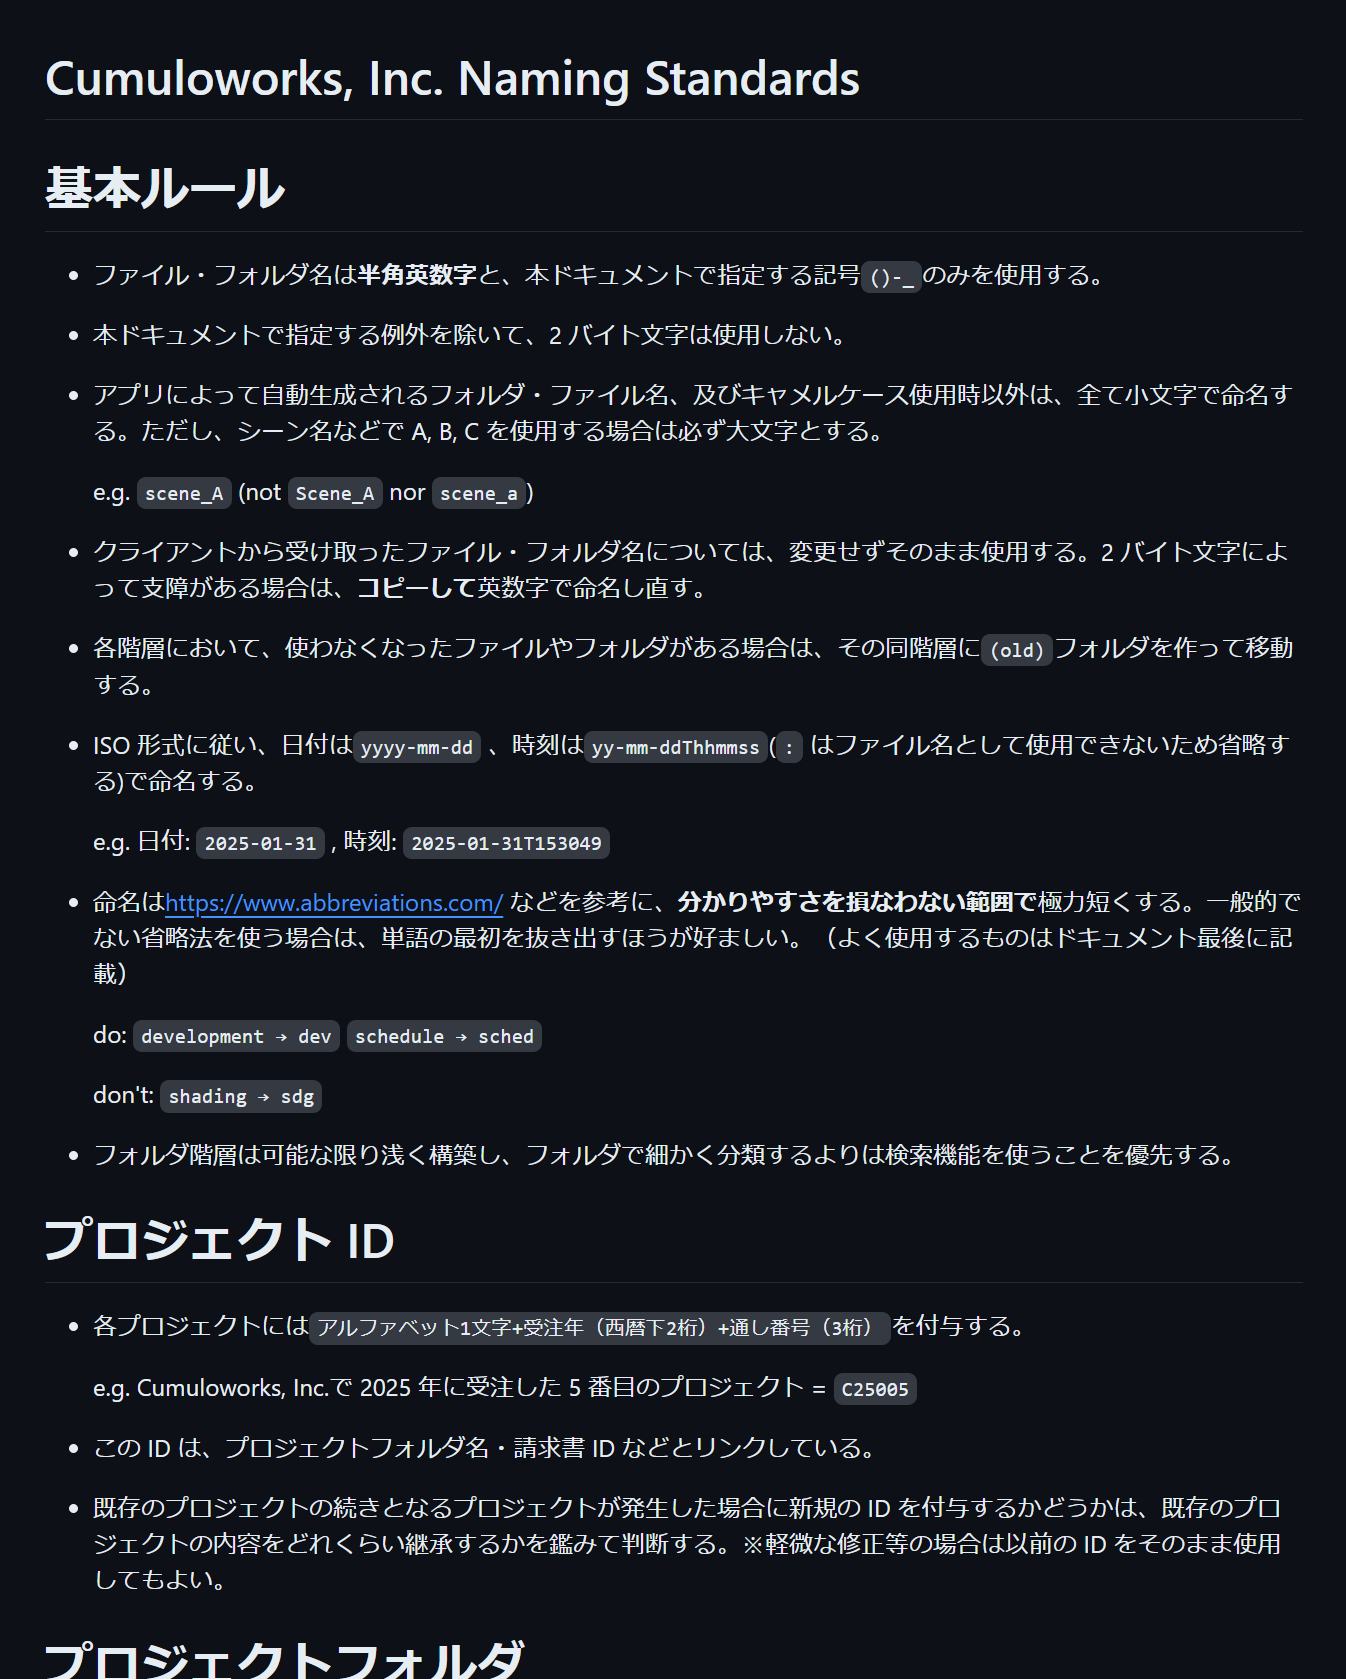 Cumuloworks, Inc. Naming Standards
基本ルール
ファイル・フォルダ名は半角英数字と、本ドキュメントで指定する記号()-_のみを使用する。
本ドキュメントで指定する例外を除いて、2 バイト文字は使用しない。
アプリによって自動生成されるフォルダ・ファイル名、及びキャメルケース使用時以外は、全て小文字で命名す
る。ただし、シーン名などで A, B, C を使用する場合は必ず大文字とする。
e.g. scene_A (not Scene_A nor scene_a)
クライアントから受け取ったファイル・フォルダ名については、変更せずそのまま使用する。2 バイト文字によ
って支障がある場合は、コピーして英数字で命名し直す。
各階層において、使わなくなったファイルやフォルダがある場合は、その同階層に(old)フォルダを作って移動
する。
ISO 形式に従い、日付はyyyy-mm-dd 、時刻はyy-mm-ddThhmmss(: はファイル名として使用できないため省略す
る)で命名する。
e.g. 日付: 2025-01-31 , 時刻: 2025-01-31T153049
命名はhttps://www.abbreviations.com/ などを参考に、分かりやすさを損なわない範囲で極力短くする。一般的で
ない省略法を使う場合は、単語の最初を抜き出すほうが好ましい。（よく使用するものはドキュメント最後に記
載）
do: development → dev schedule → sched
don't: shading → sdg
フォルダ階層は可能な限り浅く構築し、フォルダで細かく分類するよりは検索機能を使うことを優先する。
プロジェクト ID
各プロジェクトにはアルファベット1文字+受注年（西暦下2桁）+通し番号（3桁）を付与する。
e.g. Cumuloworks, Inc.で 2025 年に受注した 5 番目のプロジェクト = C25005
この ID は、プロジェクトフォルダ名・請求書 ID などとリンクしている。
既存のプロジェクトの続きとなるプロジェクトが発生した場合に新規の ID を付与するかどうかは、既存のプロ
ジェクトの内容をどれくらい継承するかを鑑みて判断する。※軽微な修正等の場合は以前の ID をそのまま使用
してもよい。
プロジェクトフォルダ